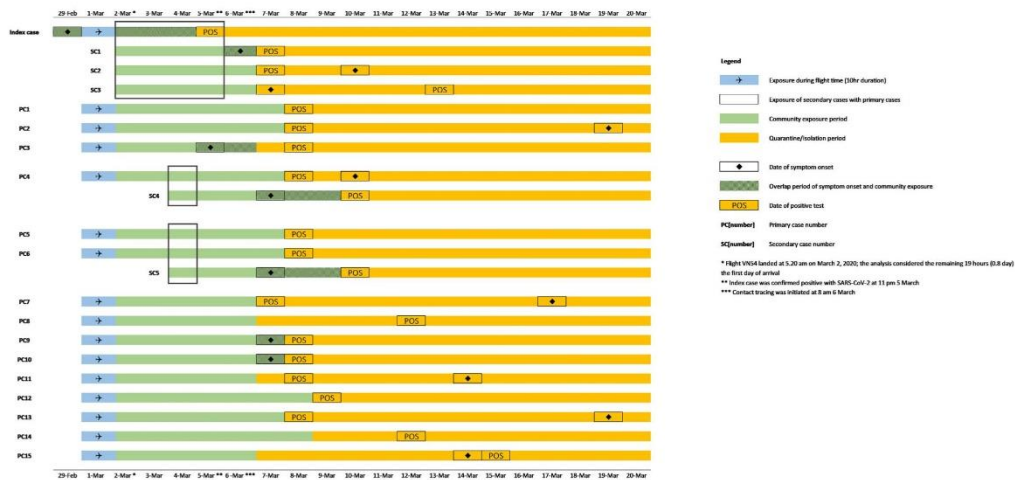 29-Feb 1-Mar 2-Mar * 3-Mar 4-Mar 5-Mar ** 6-Mar *** 7-Mar 8-Mar 9-Mar 10-Mar 11-Mar 12-Mar 13-Mar 14-Mar 15-Mar 16-Mar 17-Mar 18-Mar 19-Mar 20-Mar
Index case POS
SC1 POS
SC2 POS
SC3 POS
PC1 POS
PC2 POS
PC3 POS
PC4 POS
SC4 POS
PC5 POS
PC6 POS
SC5 POS
PC7 POS
PC8 POS
PC9 POS
PC10 POS
PC11 POS
PC12 POS
PC13 POS
PC14 POS
PC15 POS
29-Feb 1-Mar 2-Mar * 3-Mar 4-Mar 5-Mar ** 6-Mar *** 7-Mar 8-Mar 9-Mar 10-Mar 11-Mar 12-Mar 13-Mar 14-Mar 15-Mar 16-Mar 17-Mar 18-Mar 19-Mar 20-Mar
Legend
Exposure during flight time (10hr duration)
Exposure of secondary cases with primary cases
Community exposure period
Quarantine/isolation period
Date of symptom onset
Overlap period of symptom onset and community exposure
POS Date of positive test
PC[number] Primary case number
SC[number] Secondary case number
* Flight VN54 landed at 5.20 am on March 2, 2020; the analysis considered the remaining 19 hours (0.8 day)
the first day of arrival
** Index case was confirmed positive with SARS-CoV-2 at 11 pm 5 March
*** Contact tracing was initiated at 8 am 6 March